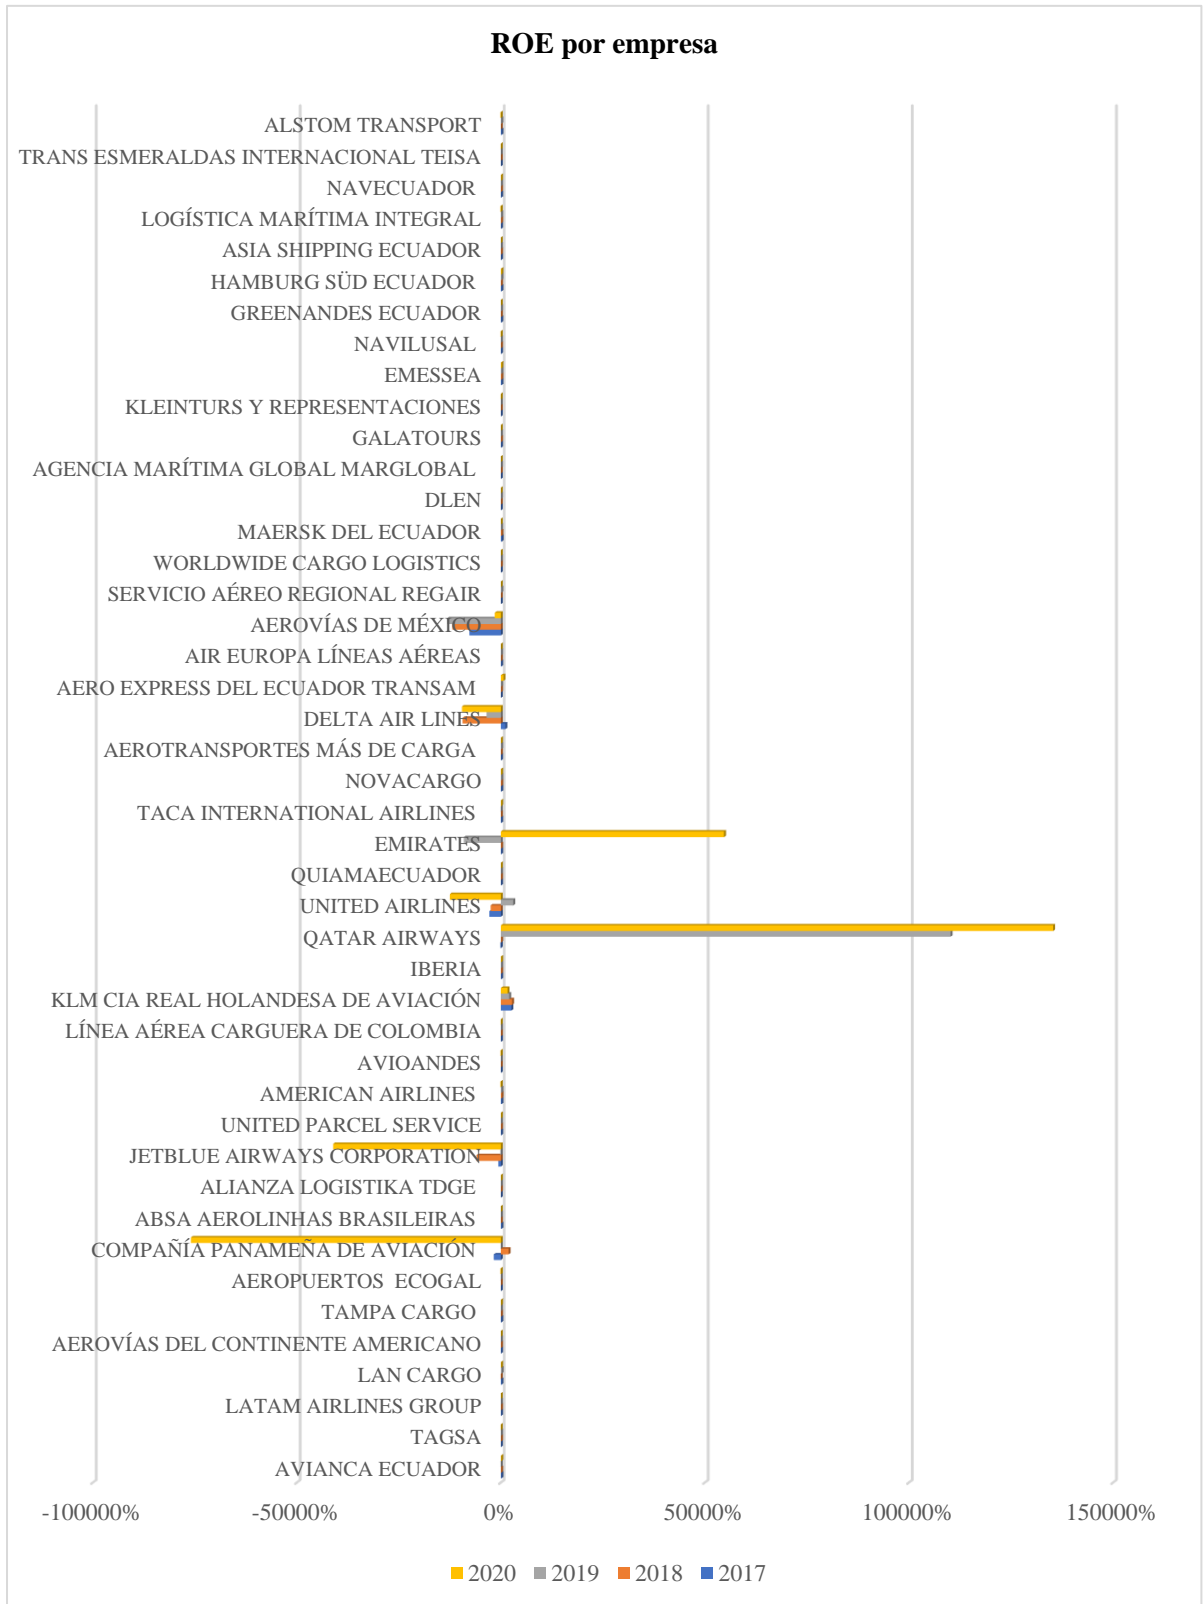 ROE por empresa
ALSTOM TRANSPORT
TRANS ESMERALDAS INTERNACIONAL TEISA
NAVECUADOR
LOGÍSTICA MARÍTIMA INTEGRAL
ASIA SHIPPING ECUADOR
HAMBURG SÜD ECUADOR
GREENANDES ECUADOR
NAVILUSAL
EMESSEA
KLEINTURS Y REPRESENTACIONES
GALATOURS
AGENCIA MARÍTIMA GLOBAL MARGLOBAL
DLEN
MAERSK DEL ECUADOR
WORLDWIDE CARGO LOGISTICS
SERVICIO AÉREO REGIONAL REGAIR
AEROVÍAS DE MÉXICO
AIR EUROPA LÍNEAS AÉREAS
AERO EXPRESS DEL ECUADOR TRANSAM
DELTA AIR LINES
AEROTRANSPORTES MÁS DE CARGA
NOVACARGO
TACA INTERNATIONAL AIRLINES
EMIRATES
QUIAMAECUADOR
UNITED AIRLINES
QATAR AIRWAYS
IBERIA
KLM CIA REAL HOLANDESA DE AVIACIÓN
LÍNEA AÉREA CARGUERA DE COLOMBIA
AVIOANDES
AMERICAN AIRLINES
UNITED PARCEL SERVICE
JETBLUE AIRWAYS CORPORATION
ALIANZA LOGISTIKA TDGE
ABSA AEROLINHAS BRASILEIRAS
COMPAÑÍA PANAMEÑA DE AVIACIÓN
AEROPUERTOS ECOGAL
TAMPA CARGO
AEROVÍAS DEL CONTINENTE AMERICANO
LAN CARGO
LATAM AIRLINES GROUP
TAGSA
AVIANCA ECUADOR
-100000% -50000% 0% 50000% 100000% 150000%
2020 2019 2018 2017